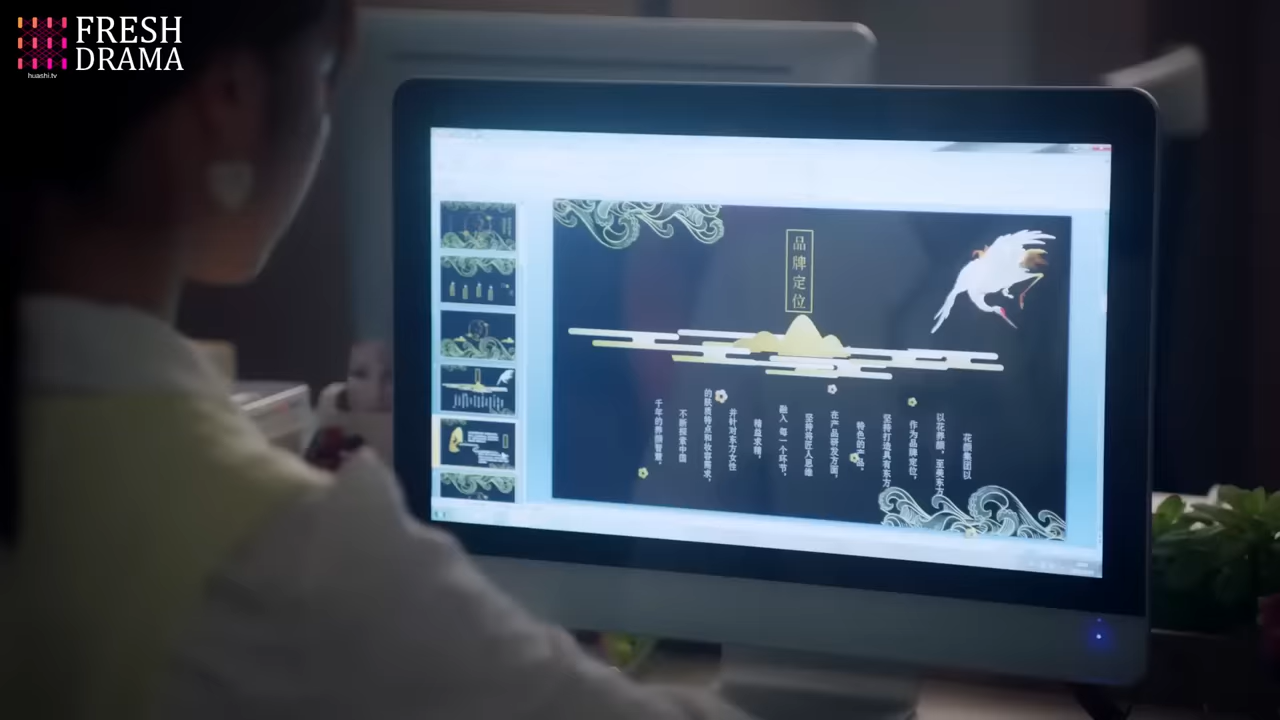 FRESH
DRAMA
huashi.tv
品牌定位
花颜集团以
以花养颜，至美东方
作为品牌定位，
坚持打造具有东方
特色的产品，
在产品研发方面，
坚持将匠人思维
融入 每一个环节，
精益求精，
并针对东方女性
的肤质特点和妆容需求，
不断探索中国
千年的养颜智慧。